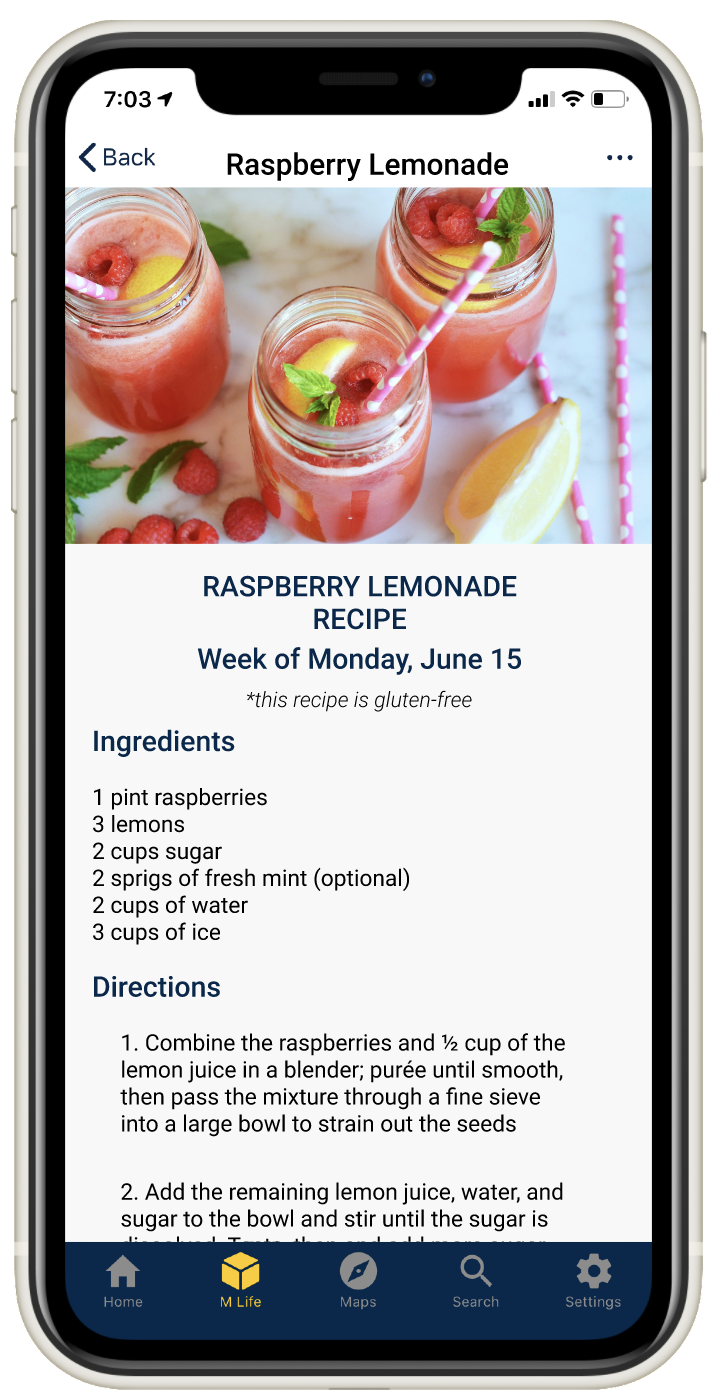 7:03
Back
Raspberry Lemonade
RASPBERRY LEMONADE
RECIPE
Week of Monday, June 15
*this recipe is gluten-free
Ingredients
1 pint raspberries
3 lemons
2 cups sugar
2 sprigs of fresh mint (optional)
2 cups of water
3 cups of ice
Directions
1. Combine the raspberries and ½ cup of the
lemon juice in a blender; purée until smooth,
then pass the mixture through a fine sieve
into a large bowl to strain out the seeds
2. Add the remaining lemon juice, water, and
sugar to the bowl and stir until the sugar is
Home
M Life
Maps
Search
Settings